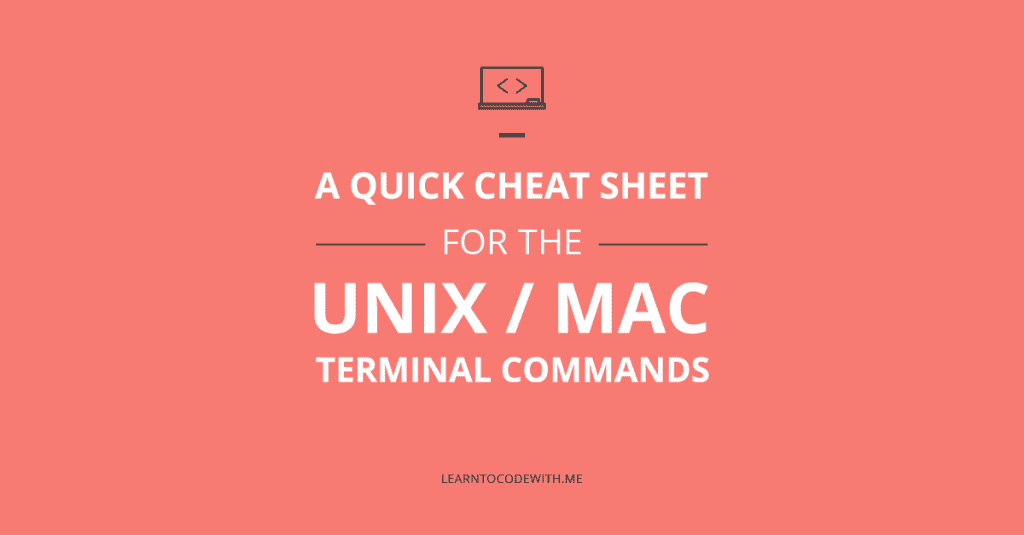 < >
A QUICK CHEAT SHEET
FOR THE
UNIX / MAC
TERMINAL COMMANDS
LEARNTOCODEWITH.ME